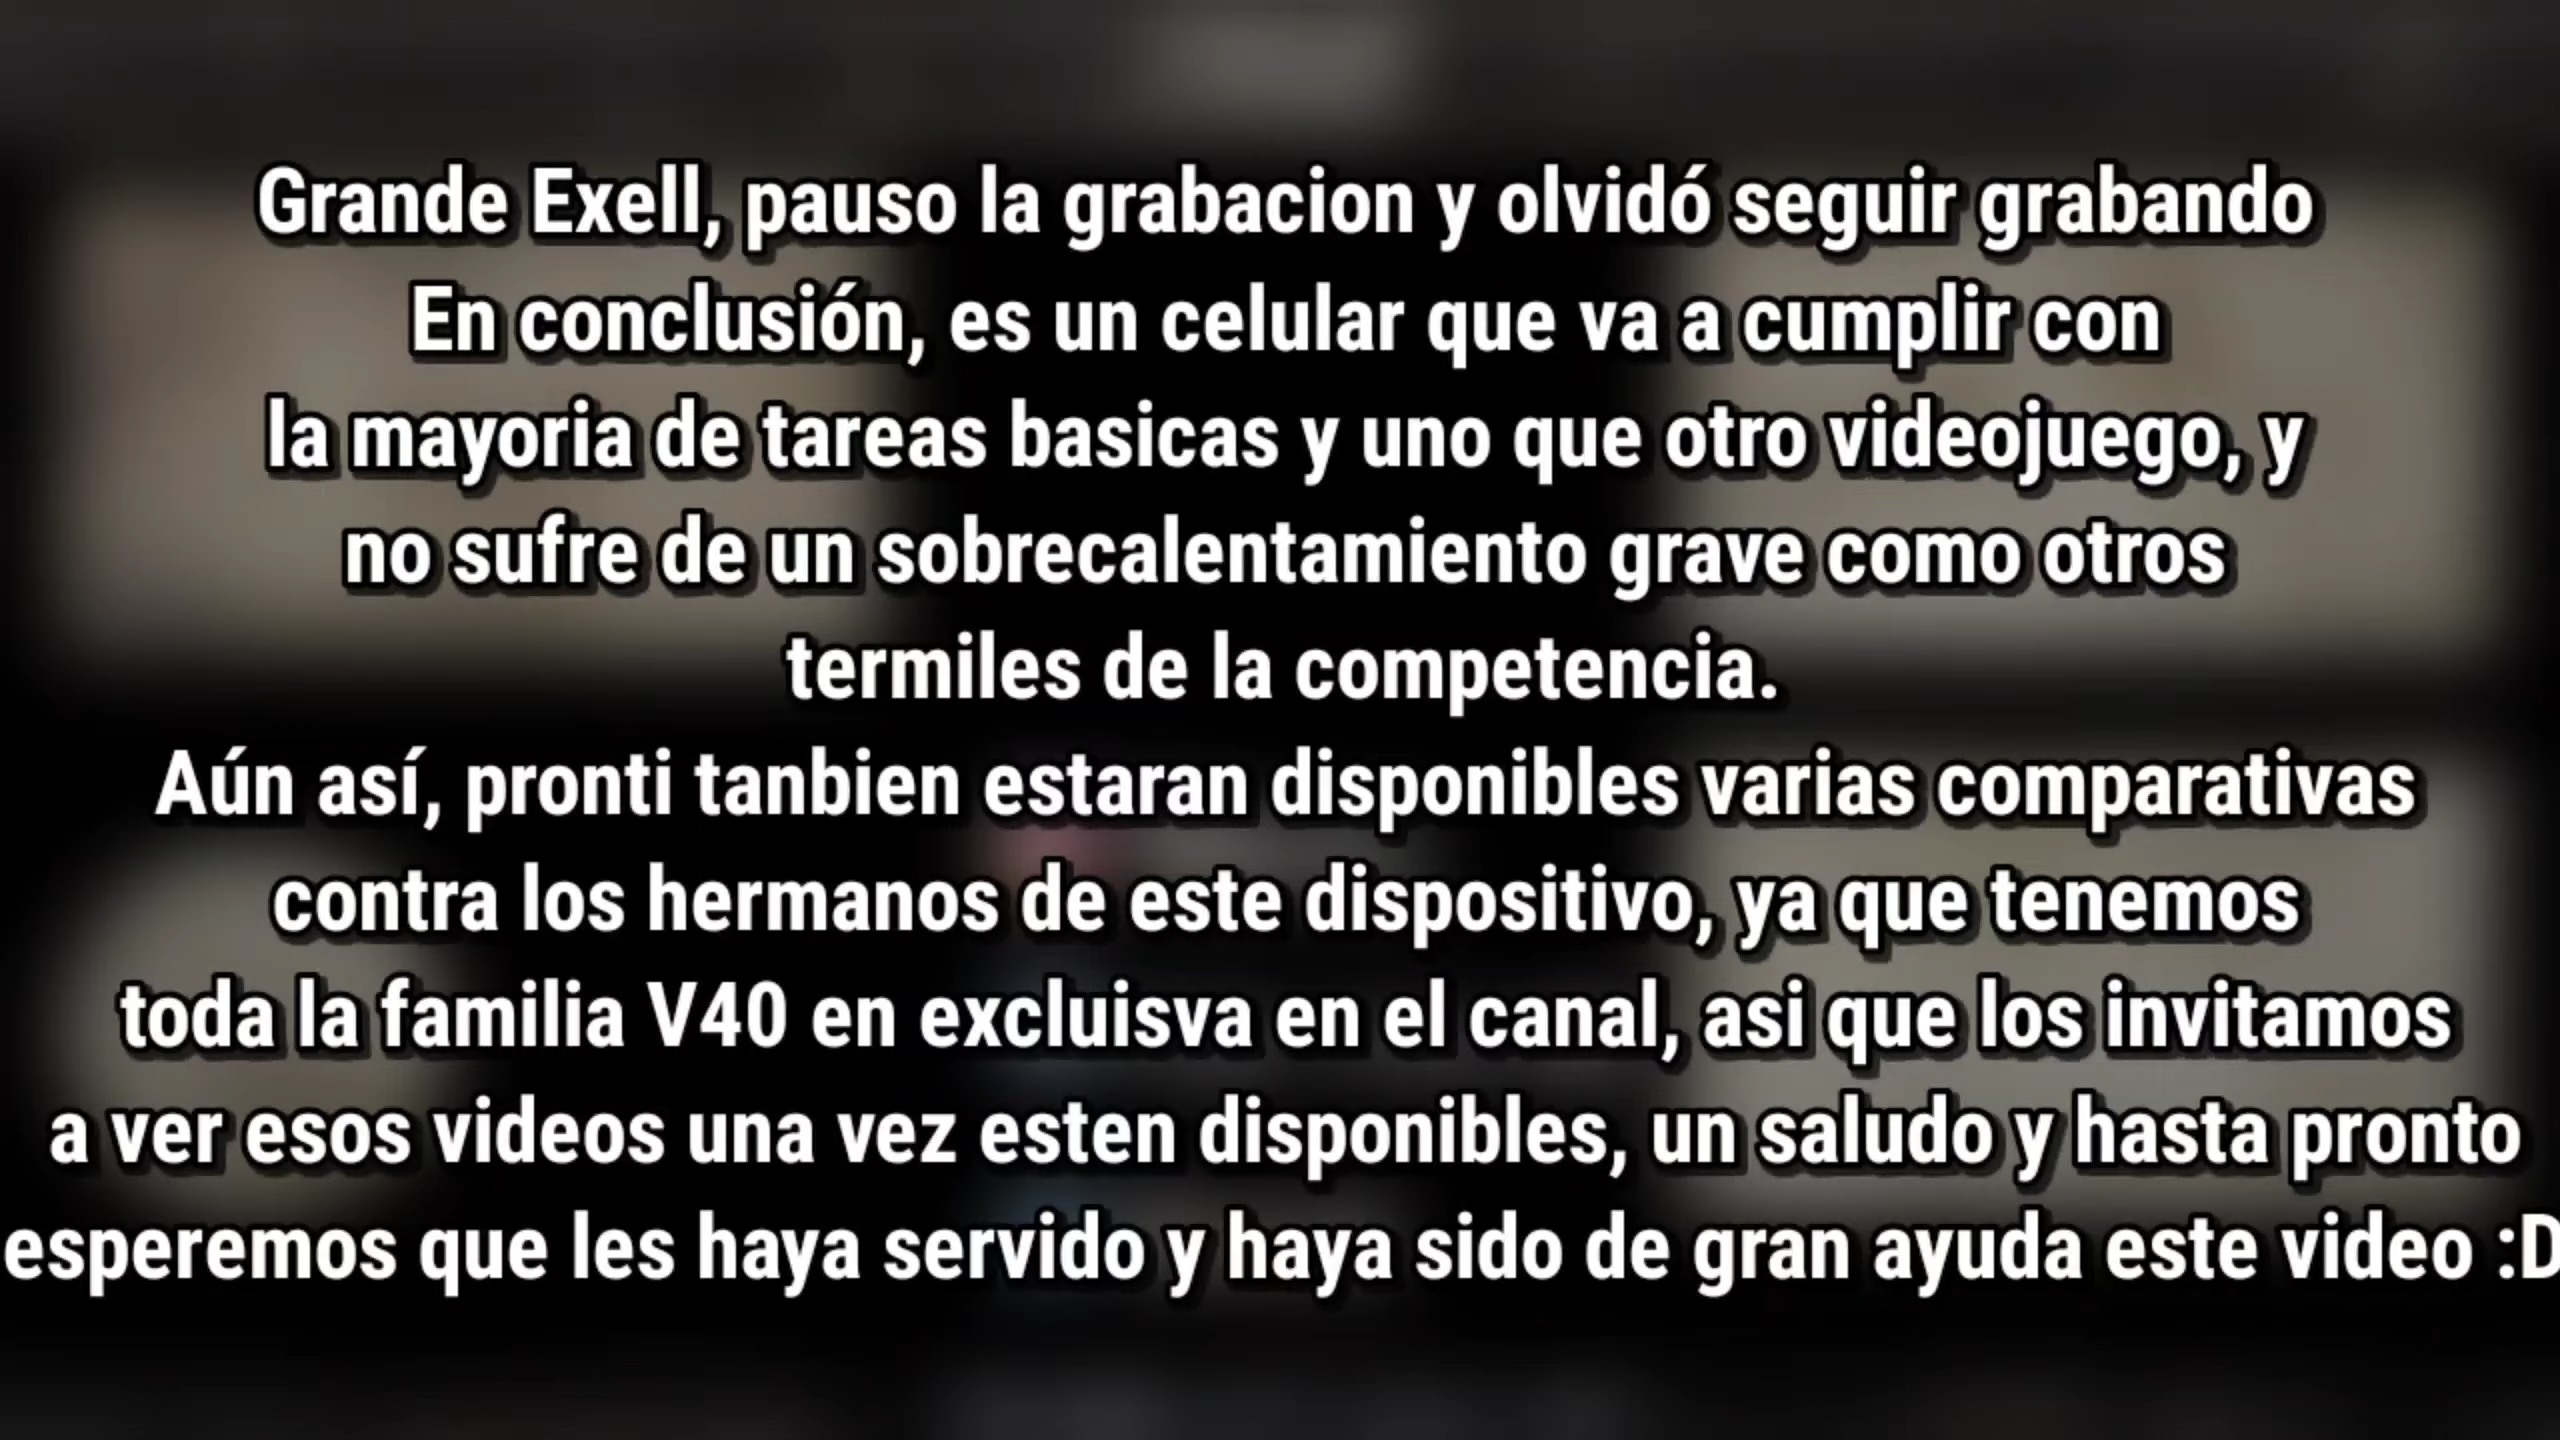 Grande Exell, pauso la grabacion y olvidó seguir grabando
En conclusión, es un celular que va a cumplir con
la mayoria de tareas basicas y uno que otro videojuego, y
no sufre de un sobrecalentamiento grave como otros
termiles de la competencia.
Aún así, pronti tanbien estaran disponibles varias comparativas
contra los hermanos de este dispositivo, ya que tenemos
toda la familia V40 en excluisva en el canal, asi que los invitamos
a ver esos videos una vez esten disponibles, un saludo y hasta pronto
esperemos que les haya servido y haya sido de gran ayuda este video :D